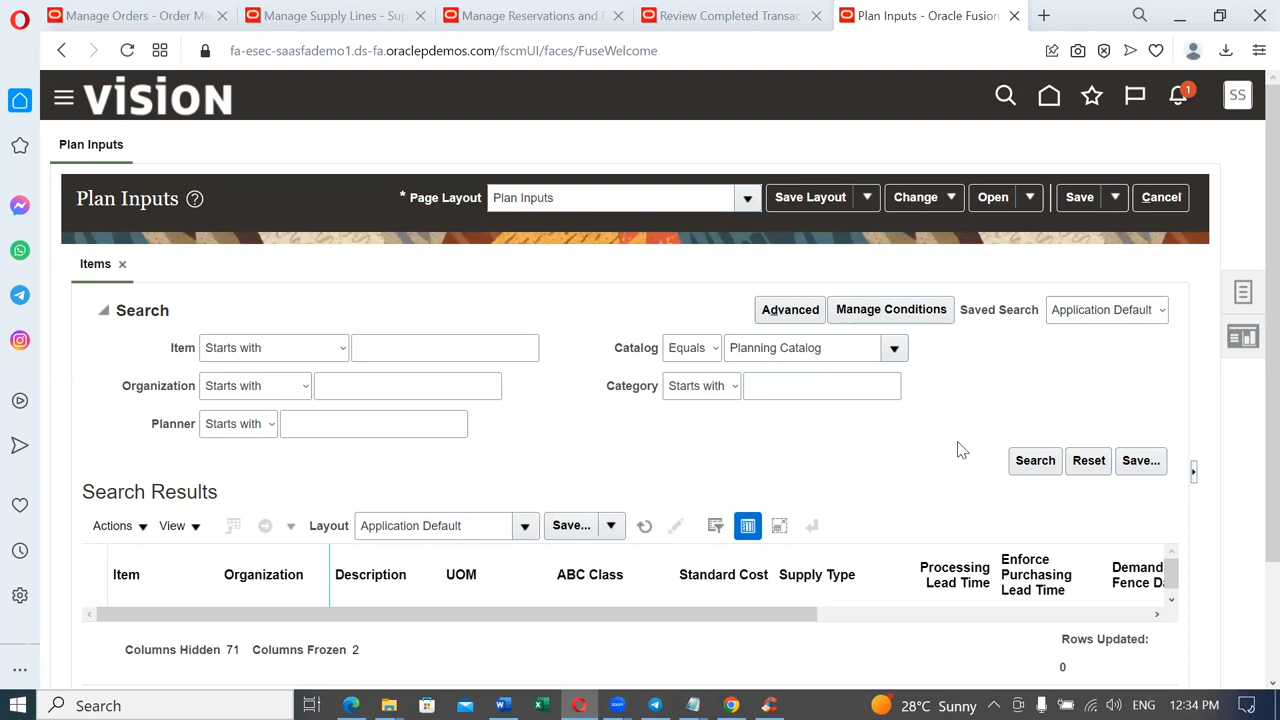 Manage Orders - Order Ma
Manage Supply Lines - Sup
Manage Reservations and P
Review Completed Transac
Plan Inputs - Oracle Fusion
fa-esec-saasfademo1.ds-fa.oraclepdemos.com/fscmUI/faces/FuseWelcome
vision
1
SS
Plan Inputs
Plan Inputs ?
* Page Layout Plan Inputs Save Layout Change Open Save Cancel
Items
Search
Advanced Manage Conditions Saved Search Application Default
Item Starts with Catalog Equals Planning Catalog
Organization Starts with Category Starts with
Planner Starts with
Search Reset Save...
Search Results
Actions View Layout Application Default Save...
Item Organization Description UOM ABC Class Standard Cost Supply Type Processing Lead Time Enforce Purchasing Lead Time Demand Fence Da
Columns Hidden 71 Columns Frozen 2
Rows Updated:
0
Search
28°C Sunny ENG 12:34 PM